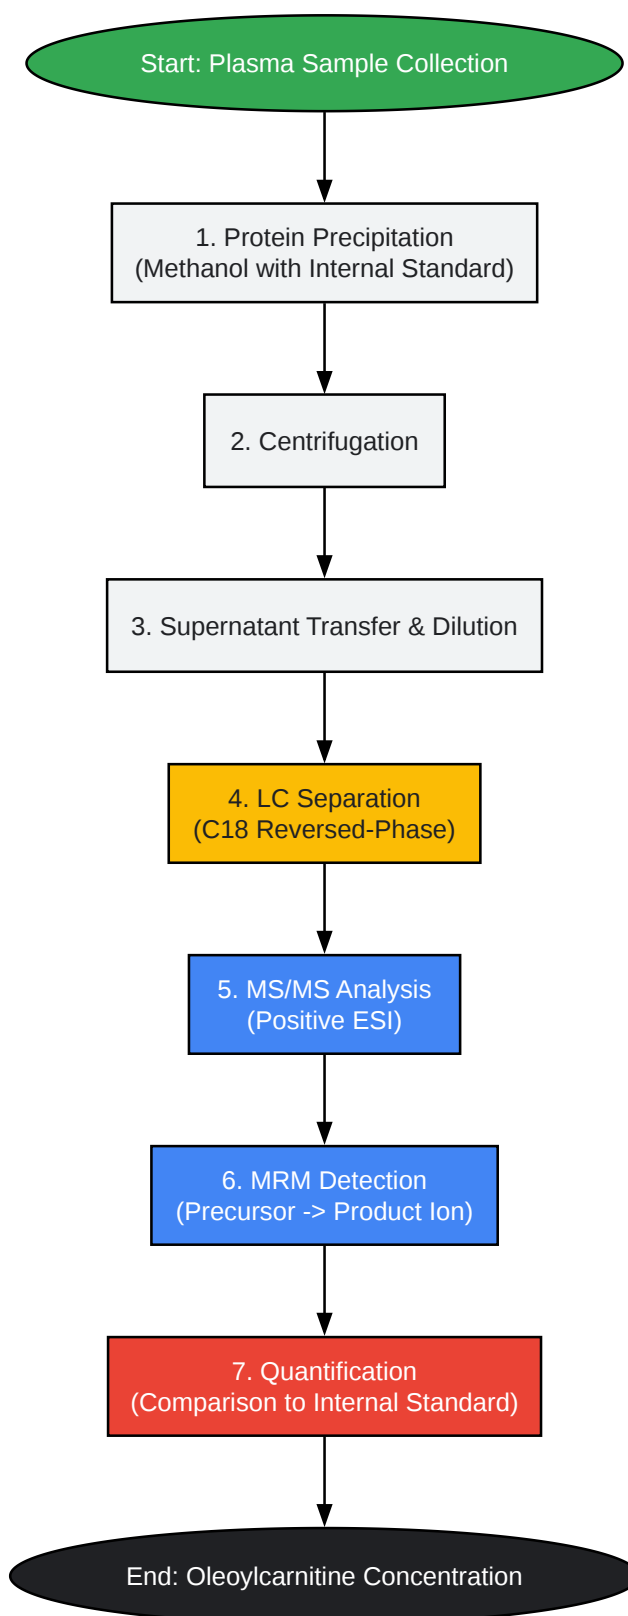 Start: Plasma Sample Collection
1. Protein Precipitation
(Methanol with Internal Standard)
2. Centrifugation
3. Supernatant Transfer & Dilution
4. LC Separation
(C18 Reversed-Phase)
5. MS/MS Analysis
(Positive ESI)
6. MRM Detection
(Precursor -> Product Ion)
7. Quantification
(Comparison to Internal Standard)
End: Oleoylcarnitine Concentration